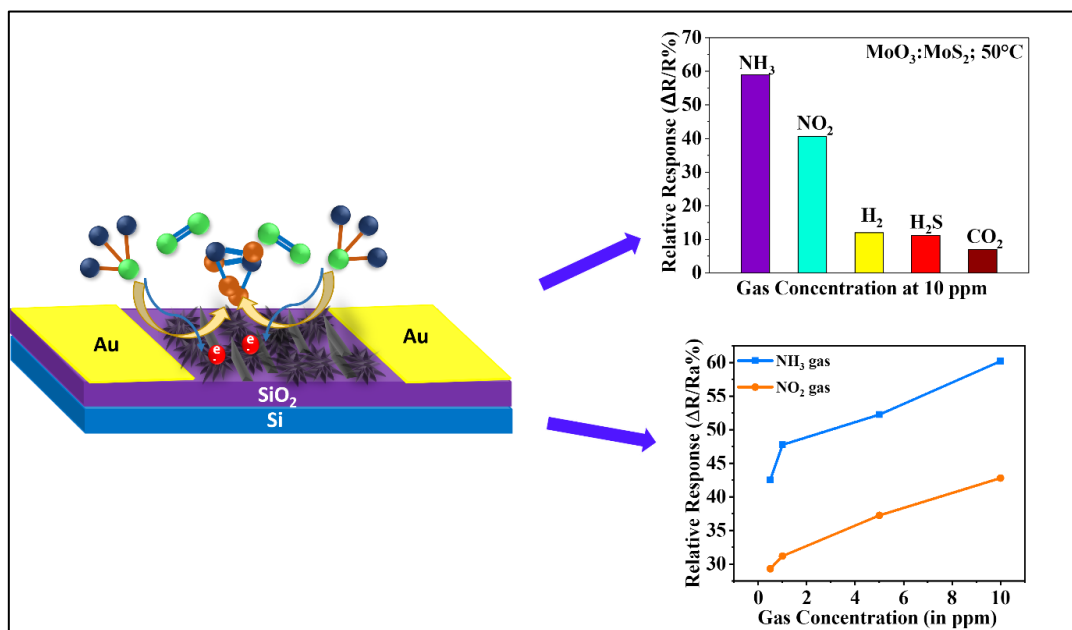 Au
Au
e
-
e
-
SiO₂
Si
Relative Response (ΔR/R%)
70
60
50
40
30
20
10
0
MoO₃:MoS₂; 50°C
NH₃
NO₂
H₂
H₂S
CO₂
Gas Concentration at 10 ppm
Relative Response (ΔR/Ra%)
60
55
50
45
40
35
30
NH₃ gas
NO₂ gas
0
2
4
6
8
10
Gas Concentration (in ppm)